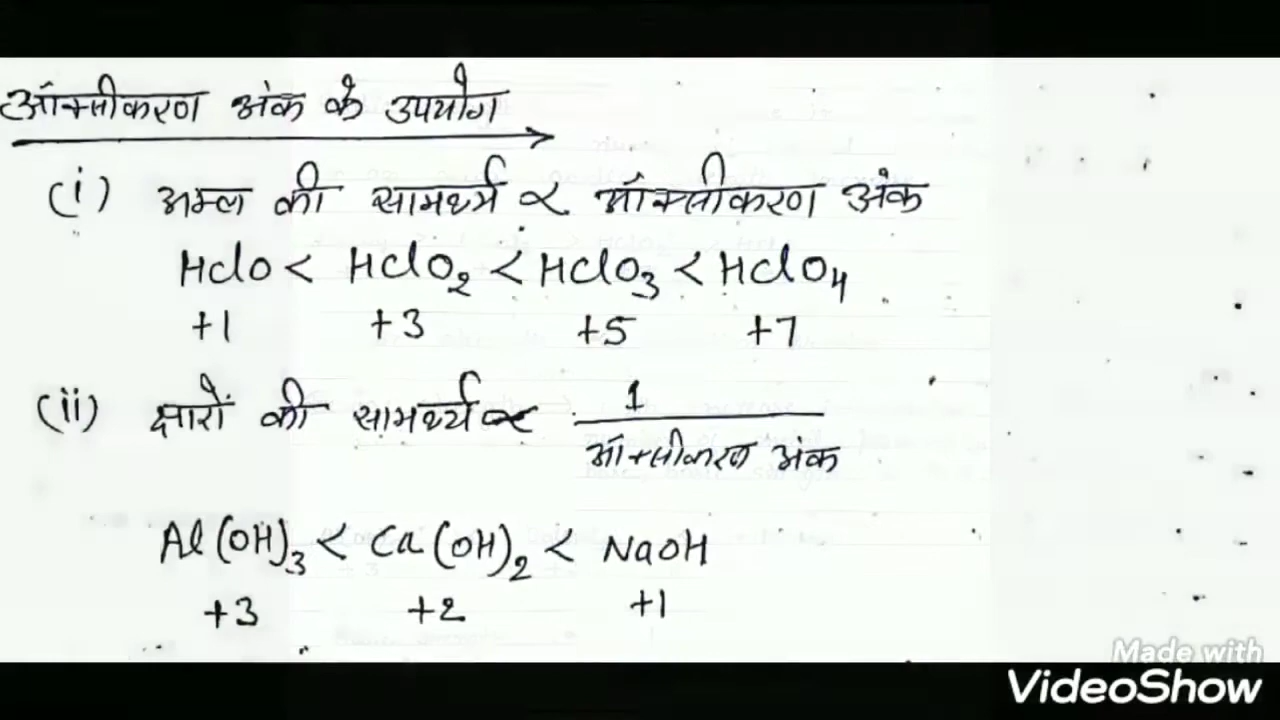 ऑक्सीकरण अंक के उपयोग
(i) अम्ल की सामर्थ्य ∝ ऑक्सीकरण अंक
HClO < HClO₂ < HClO₃ < HClO₄
+1 +3 +5 +7
(ii) क्षारों की सामर्थ्य ∝ 1
ऑक्सीकरण अंक
Al(OH)₃ < Ca(OH)₂ < NaOH
+3 +2 +1
Made with
VideoShow